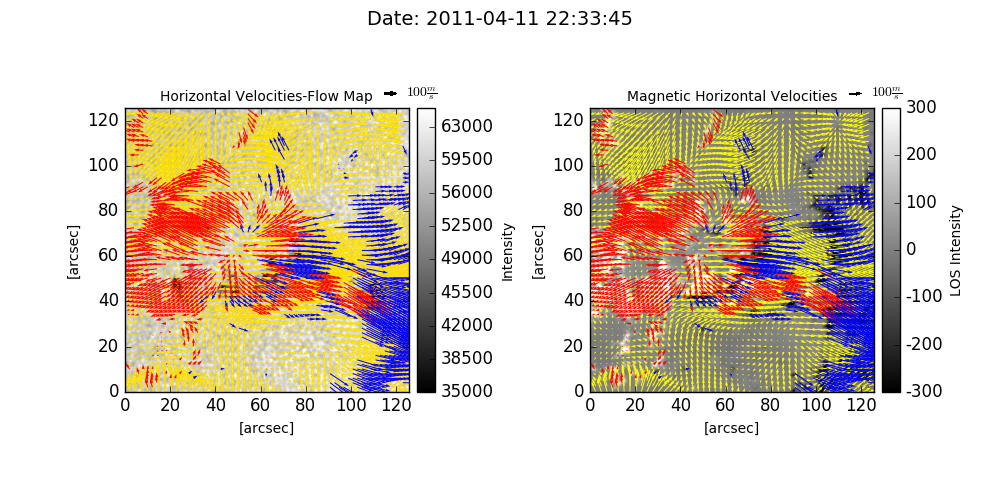 Date: 2011-04-11 22:33:45
Horizontal Velocities-Flow Map
100 m/s
120
100
80
60
40
20
0
[arcsec]
0 20 40 60 80 100 120
[arcsec]
63000
59500
56000
52500
49000
45500
42000
38500
35000
Intensity
Magnetic Horizontal Velocities
100 m/s
120
100
80
60
40
20
0
[arcsec]
0 20 40 60 80 100 120
[arcsec]
300
200
100
0
-100
-200
-300
LOS Intensity